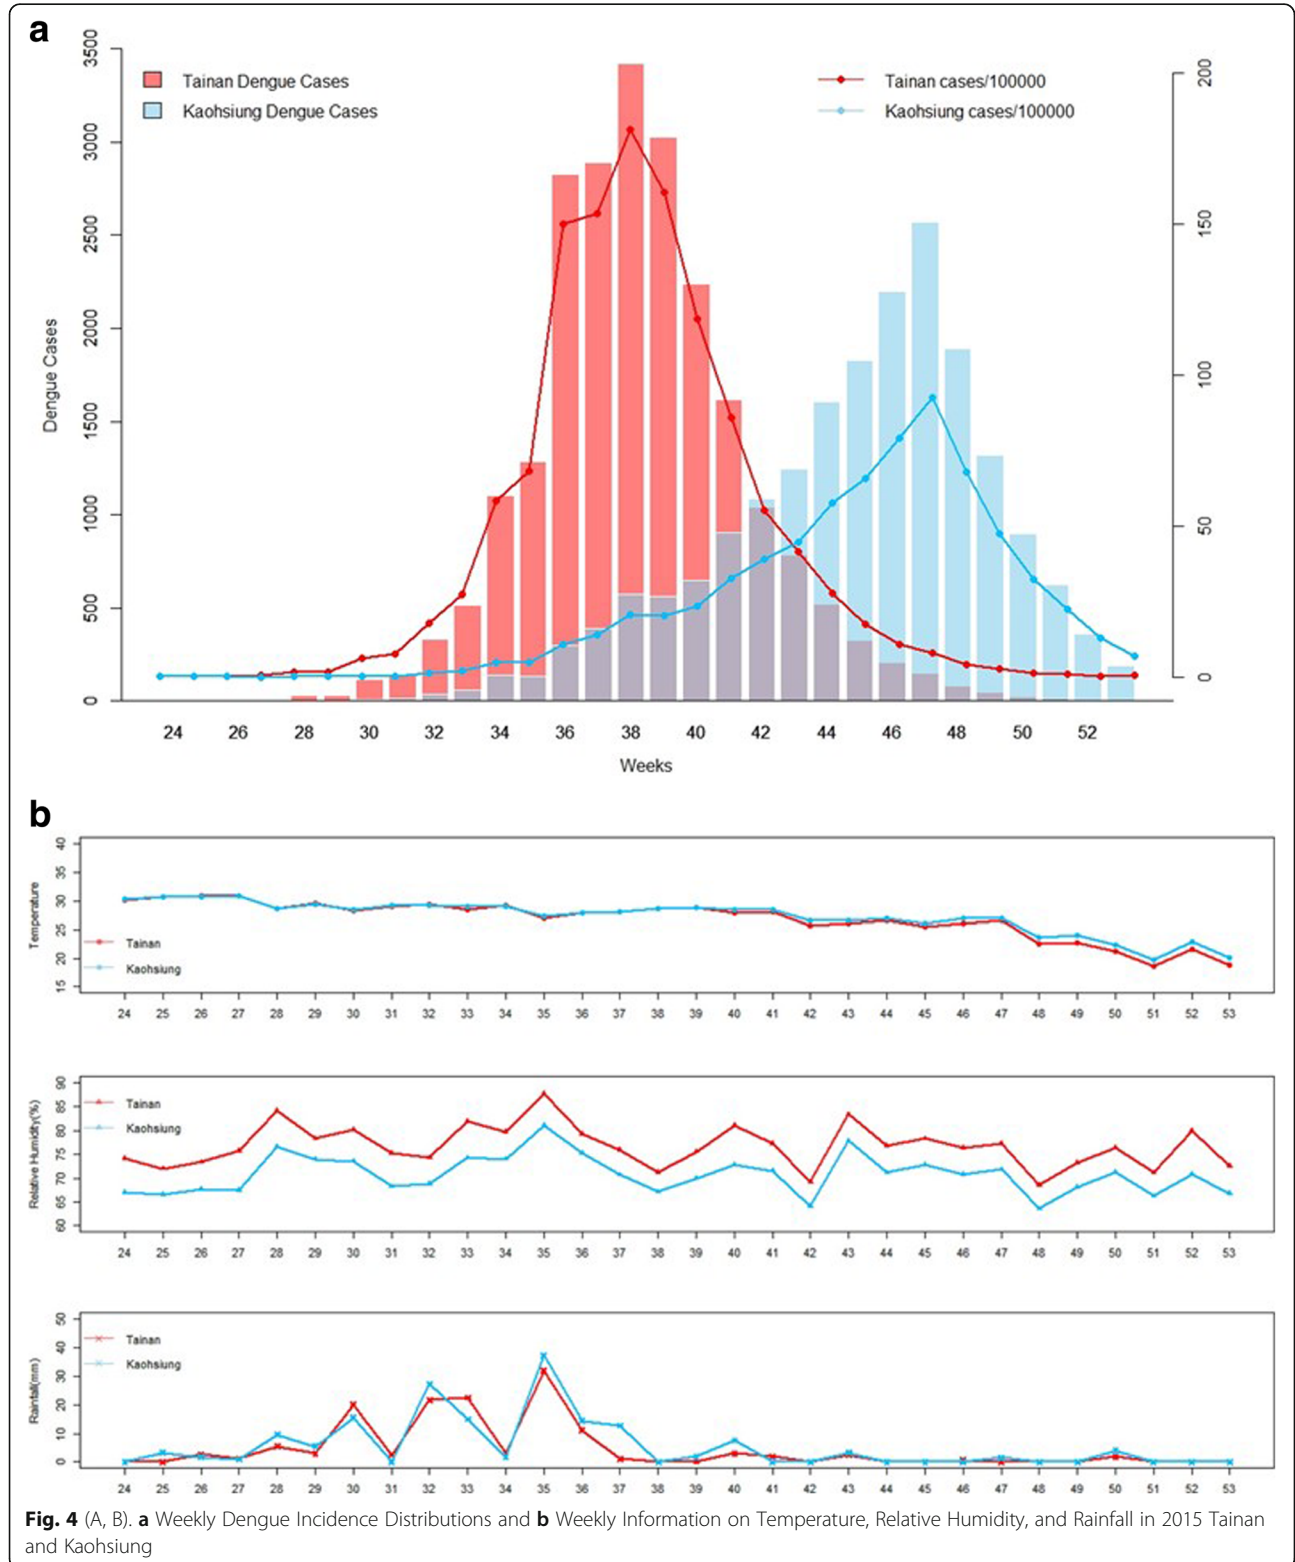 a
Tainan Dengue Cases
Kaohsiung Dengue Cases
Tainan cases/100000
Kaohsiung cases/100000
Dengue Cases
3500
3000
2500
2000
1500
1000
500
0
200
150
100
50
0
24 26 28 30 32 34 36 38 40 42 44 46 48 50 52
Weeks
b
Temperature
40
35
30
25
20
15
Tainan
Kaohsiung
24 25 26 27 28 29 30 31 32 33 34 35 36 37 38 39 40 41 42 43 44 45 46 47 48 49 50 51 52 53
Relative Humidity(%)
90
85
80
75
70
65
60
Tainan
Kaohsiung
24 25 26 27 28 29 30 31 32 33 34 35 36 37 38 39 40 41 42 43 44 45 46 47 48 49 50 51 52 53
Rainfall(mm)
50
40
30
20
10
0
Tainan
Kaohsiung
24 25 26 27 28 29 30 31 32 33 34 35 36 37 38 39 40 41 42 43 44 45 46 47 48 49 50 51 52 53
Fig. 4 (A, B). a Weekly Dengue Incidence Distributions and b Weekly Information on Temperature, Relative Humidity, and Rainfall in 2015 Tainan
and Kaohsiung